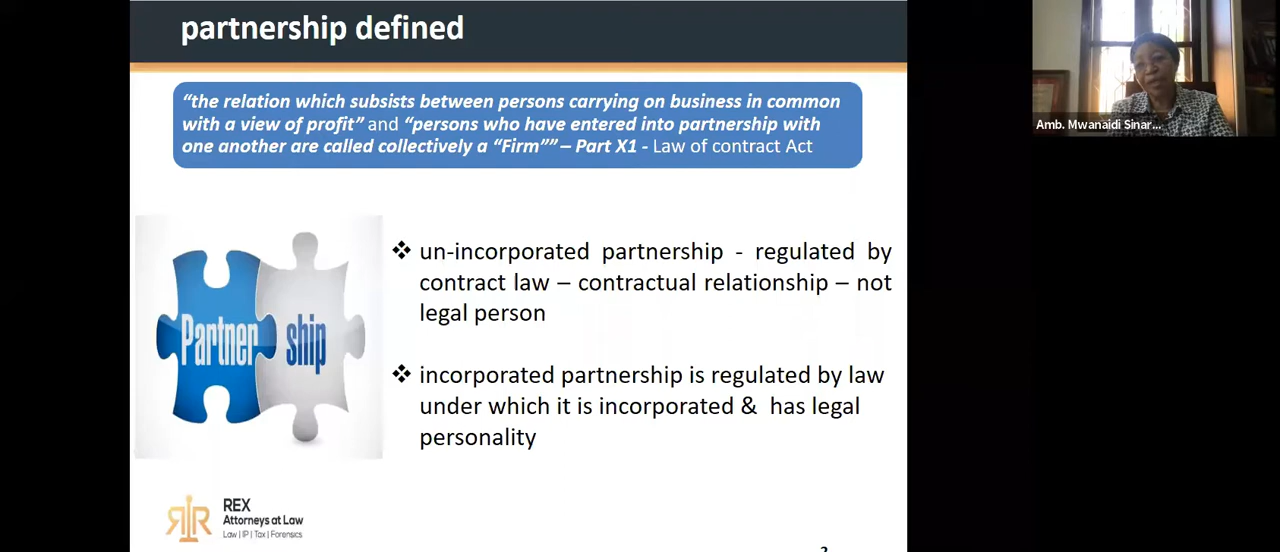 partnership defined
“the relation which subsists between persons carrying on business in common
with a view of profit” and “persons who have entered into partnership with
one another are called collectively a “Firm”” – Part X1 - Law of contract Act
Partner ship
❖ un-incorporated partnership - regulated by
contract law – contractual relationship – not
legal person
❖ incorporated partnership is regulated by law
under which it is incorporated & has legal
personality
REX
Attorneys at Law
Law | IP | Tax | Forensics
2
Amb. Mwanaidi Sinar...